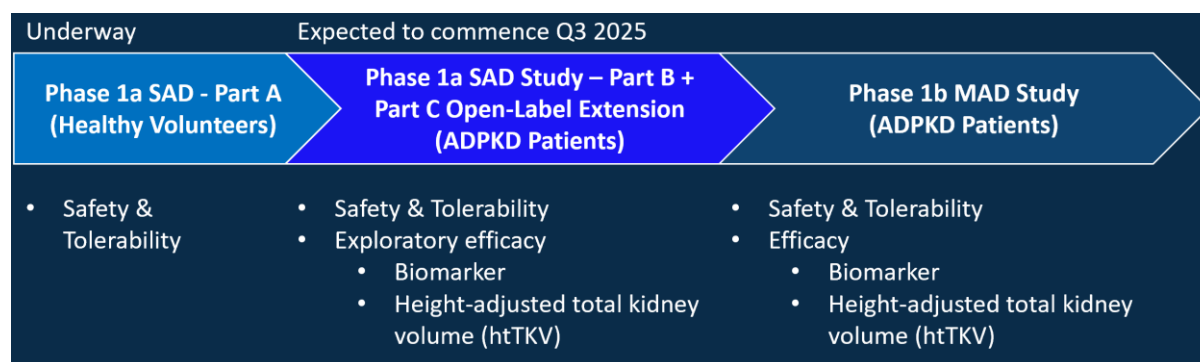 Underway
Expected to commence Q3 2025
Phase 1a SAD - Part A
(Healthy Volunteers)
Phase 1a SAD Study – Part B +
Part C Open-Label Extension
(ADPKD Patients)
Phase 1b MAD Study
(ADPKD Patients)
• Safety &
Tolerability
• Safety & Tolerability
• Exploratory efficacy
• Biomarker
• Height-adjusted total kidney
volume (htTKV)
• Safety & Tolerability
• Efficacy
• Biomarker
• Height-adjusted total kidney
volume (htTKV)